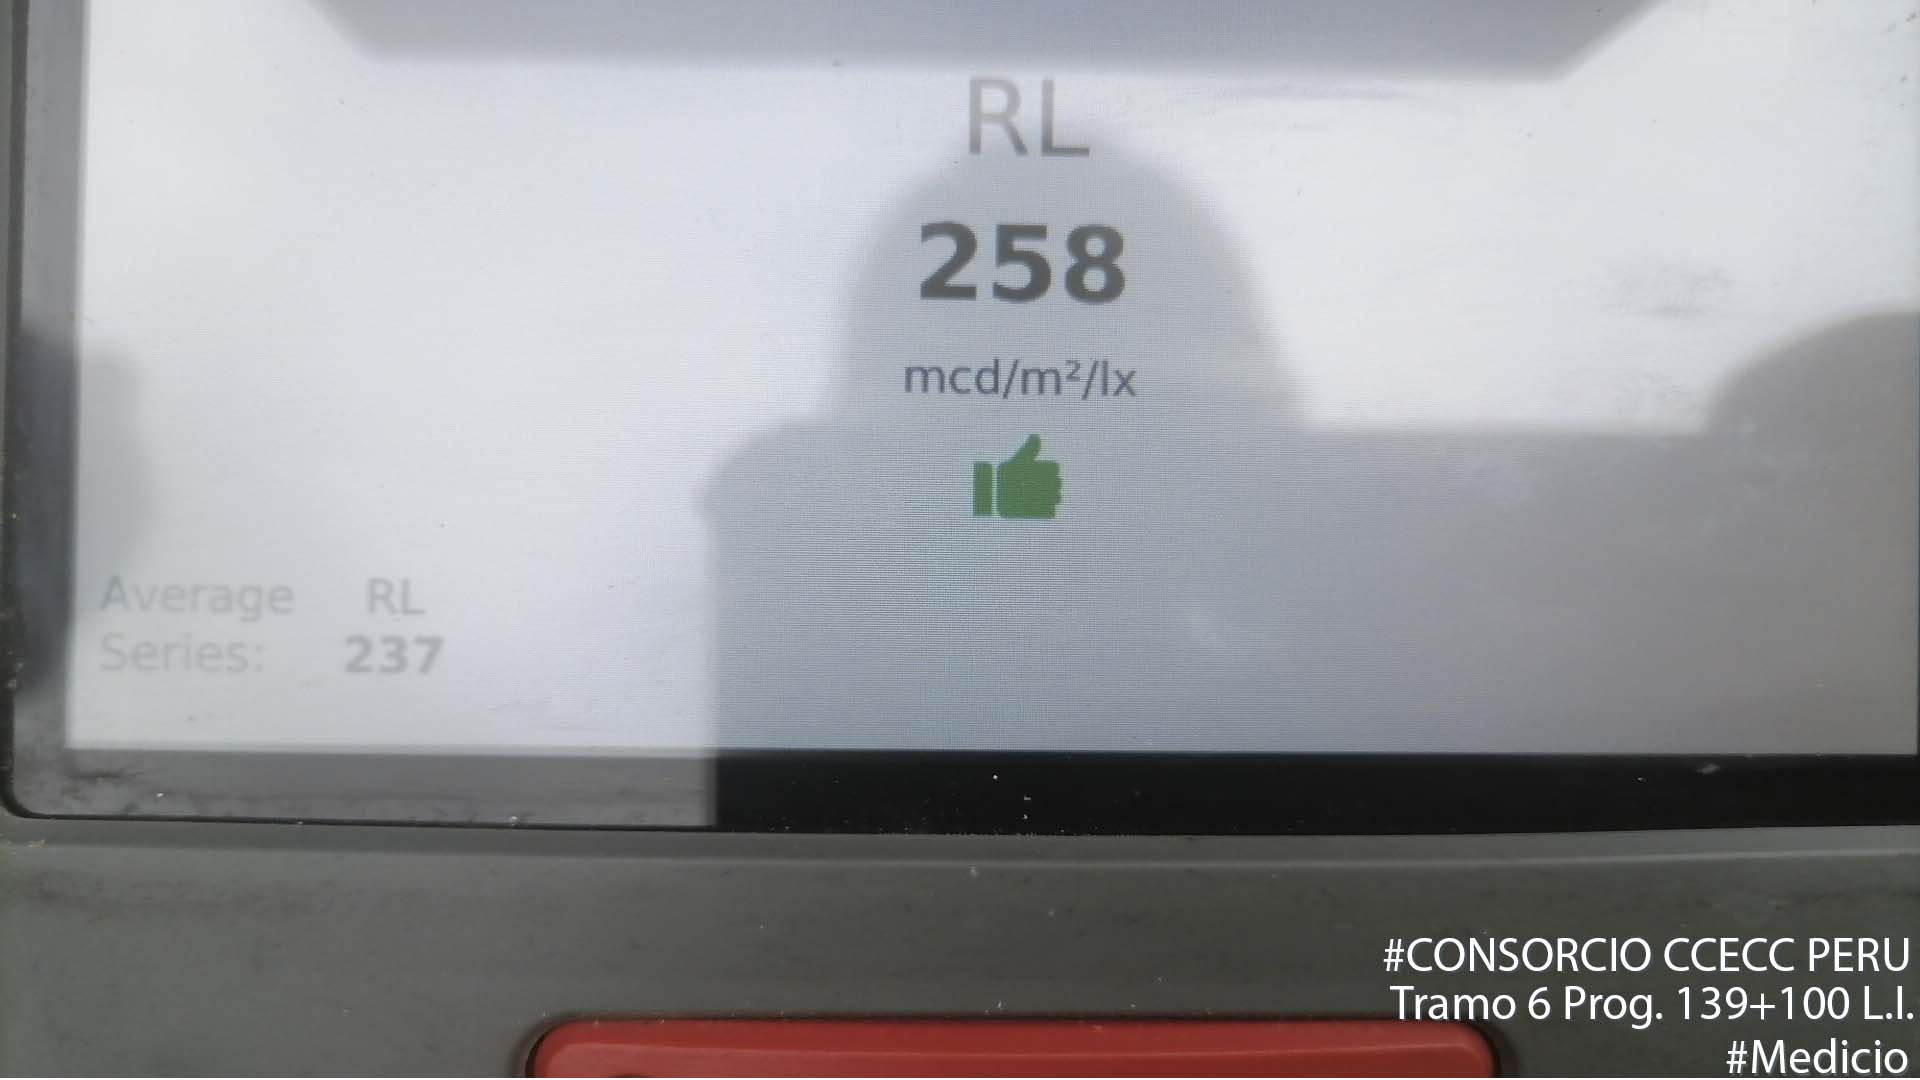 RL
258
mcd/m²/lx
Average RL
Series: 237
#CONSORCIO CCECC PERU
Tramo 6 Prog. 139+100 L.I.
#Medicio